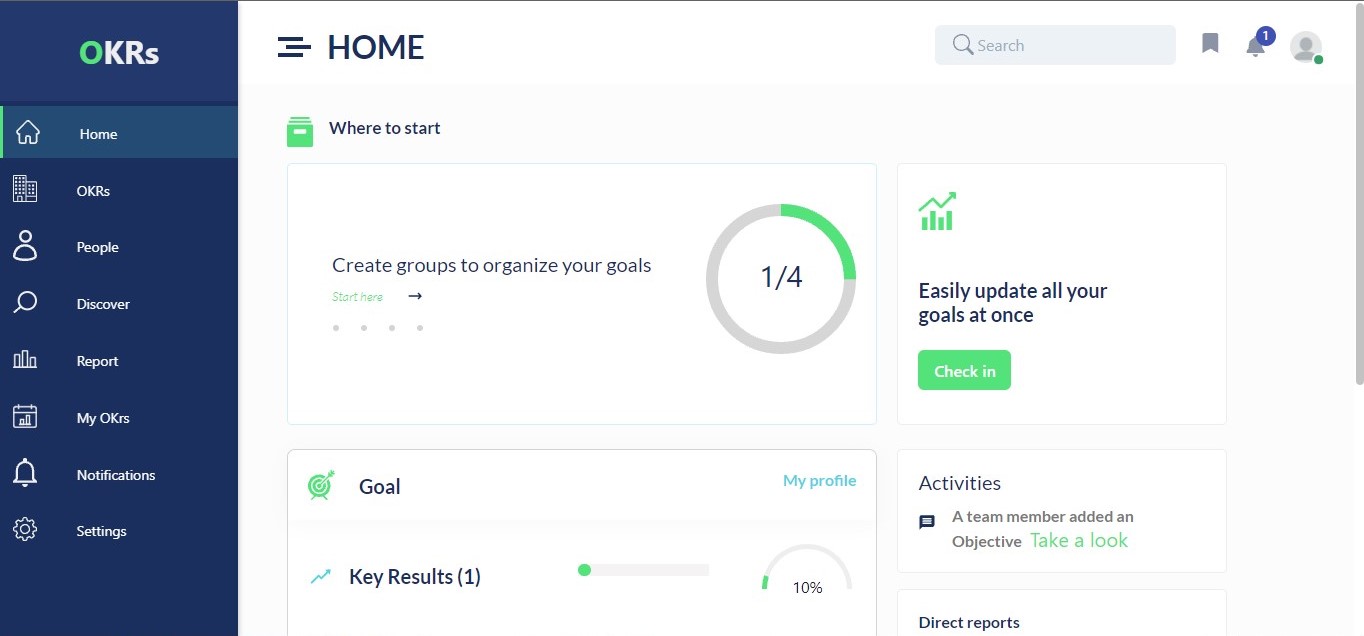 OKRs
Home
OKRs
People
Discover
Report
My OKrs
Notifications
Settings
HOME
Search
1
Where to start
Create groups to organize your goals
Start here
1/4
Easily update all your
goals at once
Check in
Goal
My profile
Key Results (1)
10%
Activities
A team member added an
Objective Take a look
Direct reports